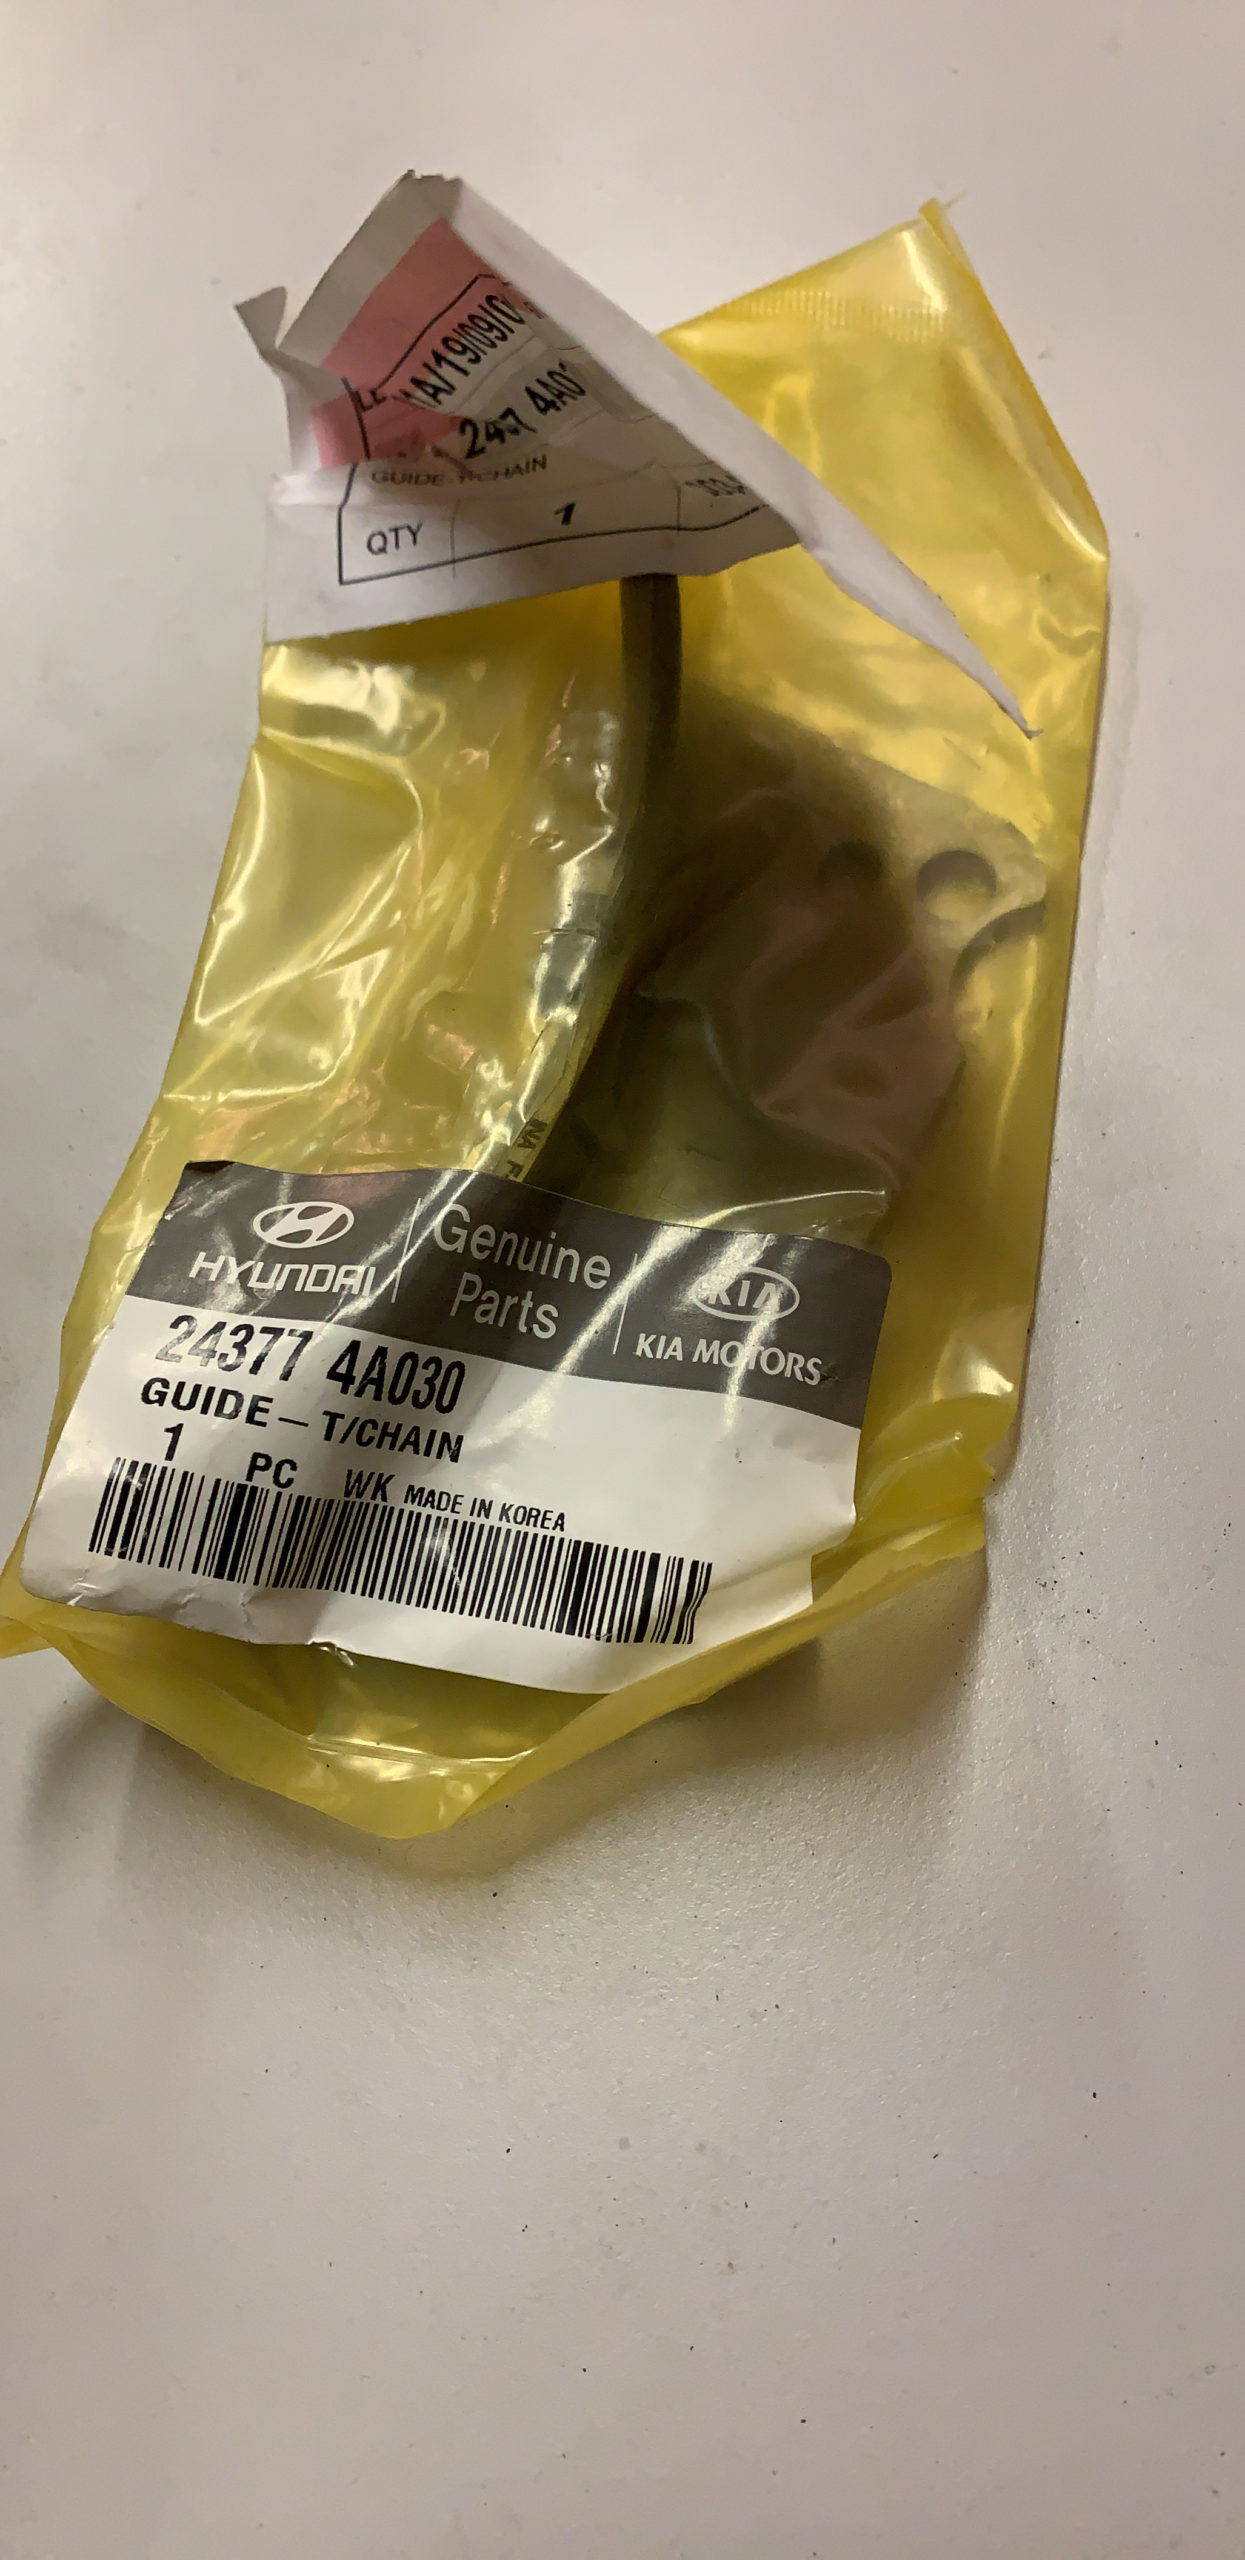 GUIDE-T/CHAIN
QTY 1
HYUNDAI
Genuine
Parts
KIA
KIA MOTORS
24377 4A030
GUIDE – T/CHAIN
1 PC WK MADE IN KOREA